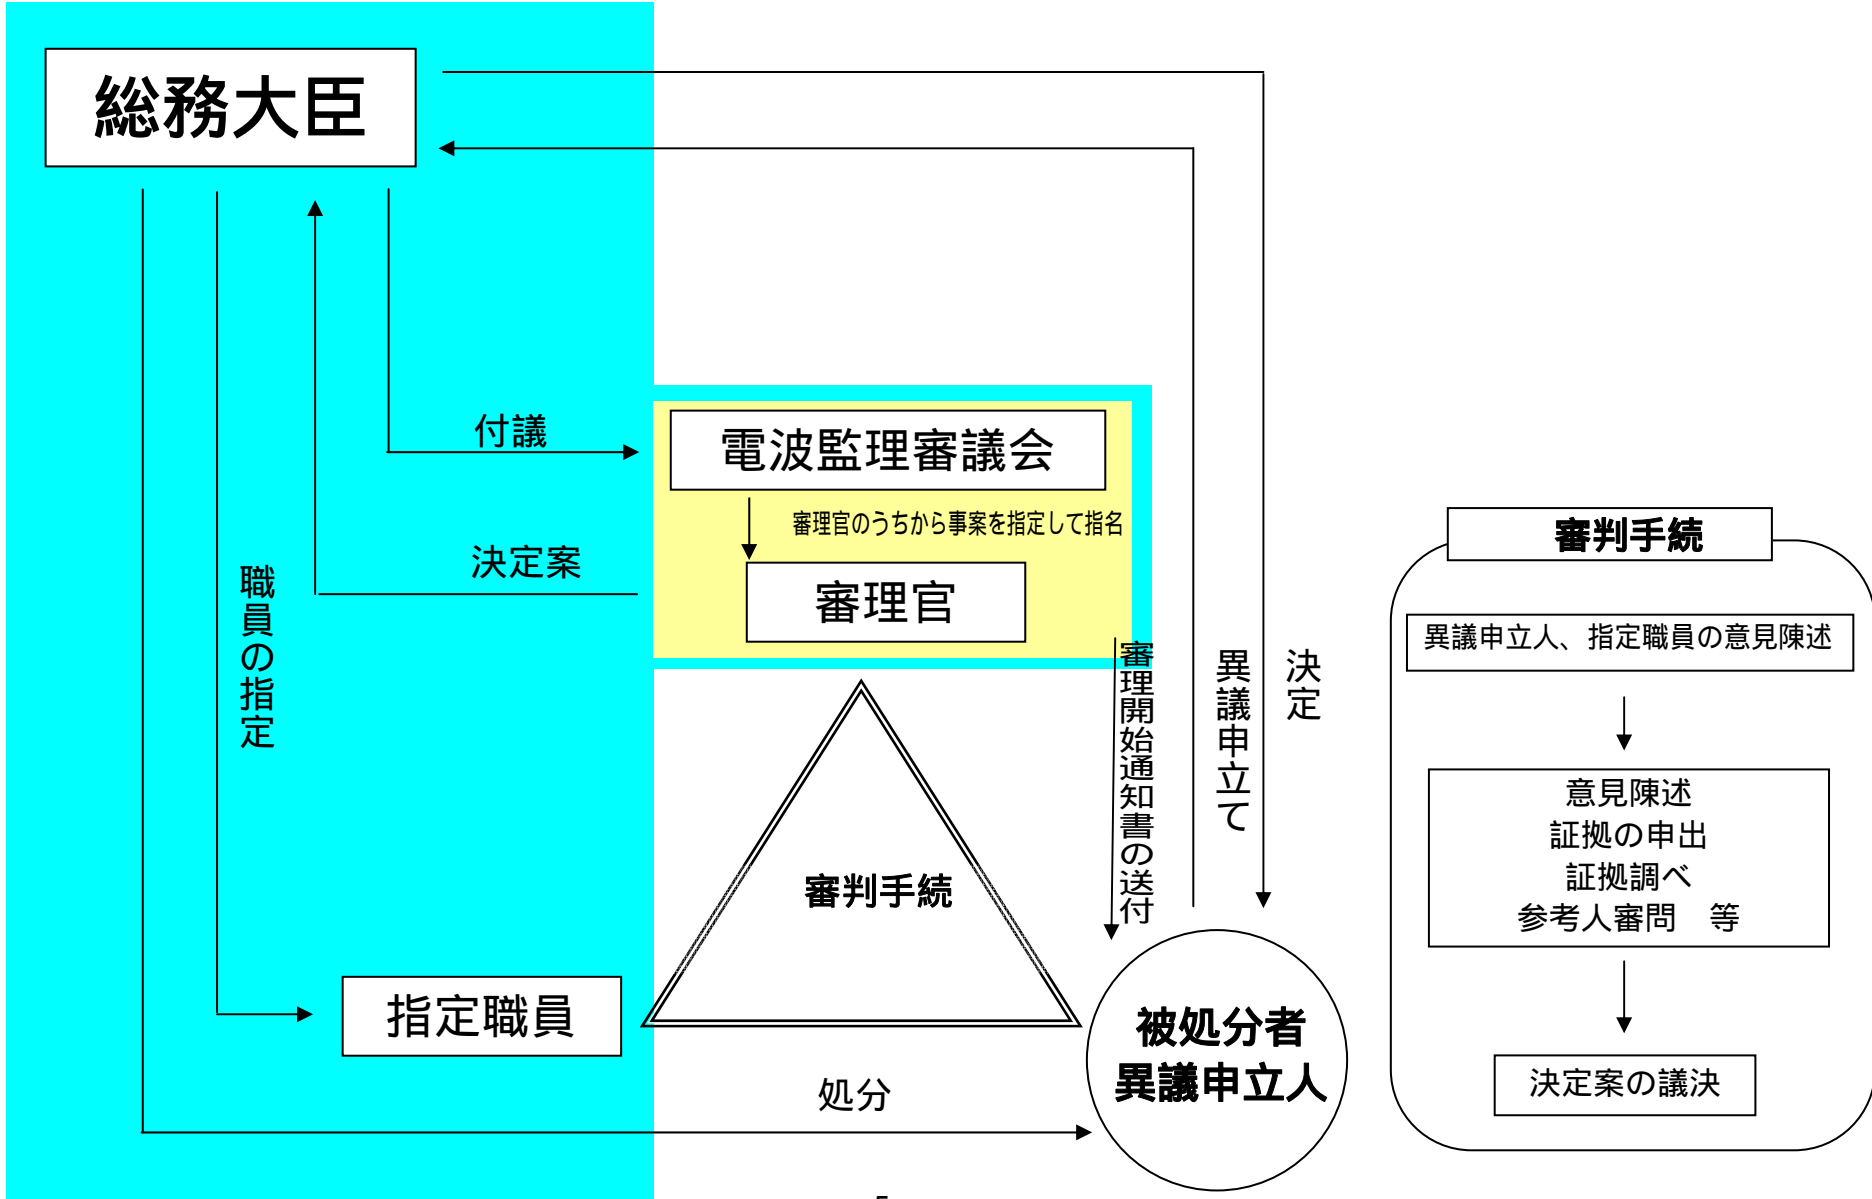 総務大臣
付議
電波監理審議会
審理官のうちから事案を指定して指名
決定案
審理官
職員の指定
審理開始通知書の送付
異議申立て
決定
審判手続
指定職員
被処分者
異議申立人
処分
審判手続
異議申立人、指定職員の意見陳述
意見陳述
証拠の申出
証拠調べ
参考人審問　等
決定案の議決